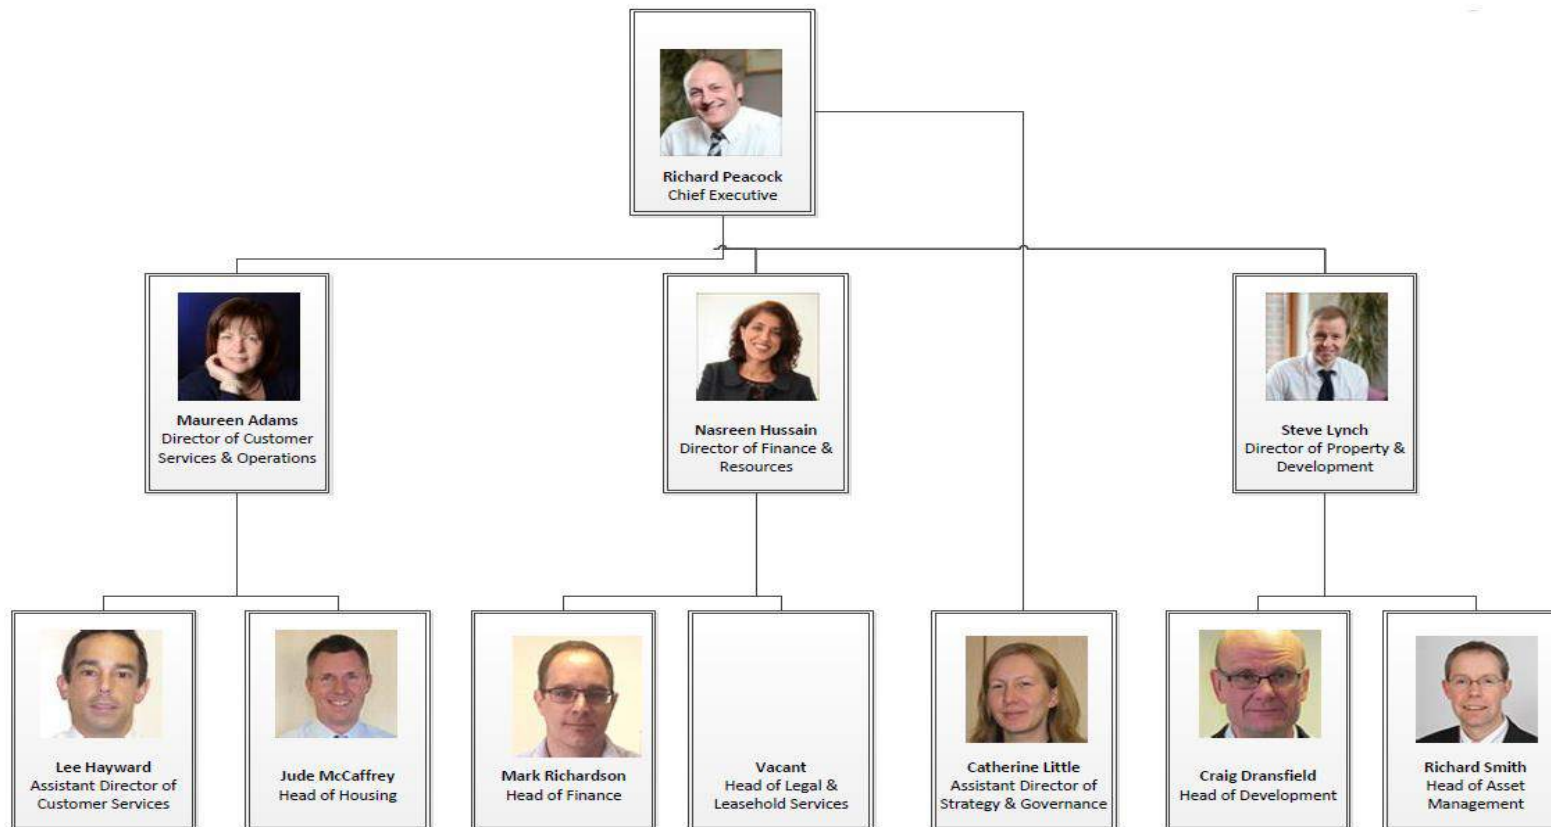 Richard Peacock
Chief Executive
Maureen Adams
Director of Customer
Services & Operations
Nasreen Hussain
Director of Finance &
Resources
Steve Lynch
Director of Property &
Development
Lee Hayward
Assistant Director of
Customer Services
Jude McCaffrey
Head of Housing
Mark Richardson
Head of Finance
Vacant
Head of Legal &
Leasehold Services
Catherine Little
Assistant Director of
Strategy & Governance
Craig Dransfield
Head of Development
Richard Smith
Head of Asset
Management